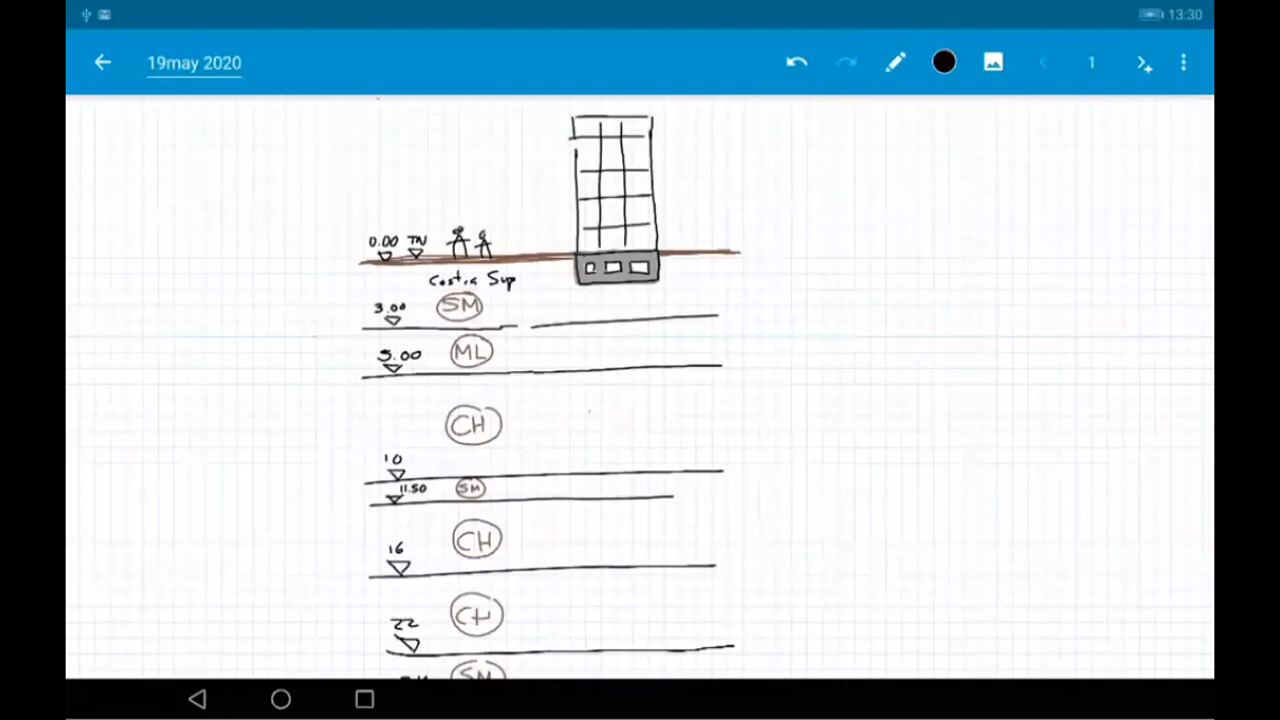 13:30
19may 2020
1
0.00 TN
Costra Sup
3.00 SM
5.00 ML
CH
10
11.50 SM
CH
16
CH
22
SM